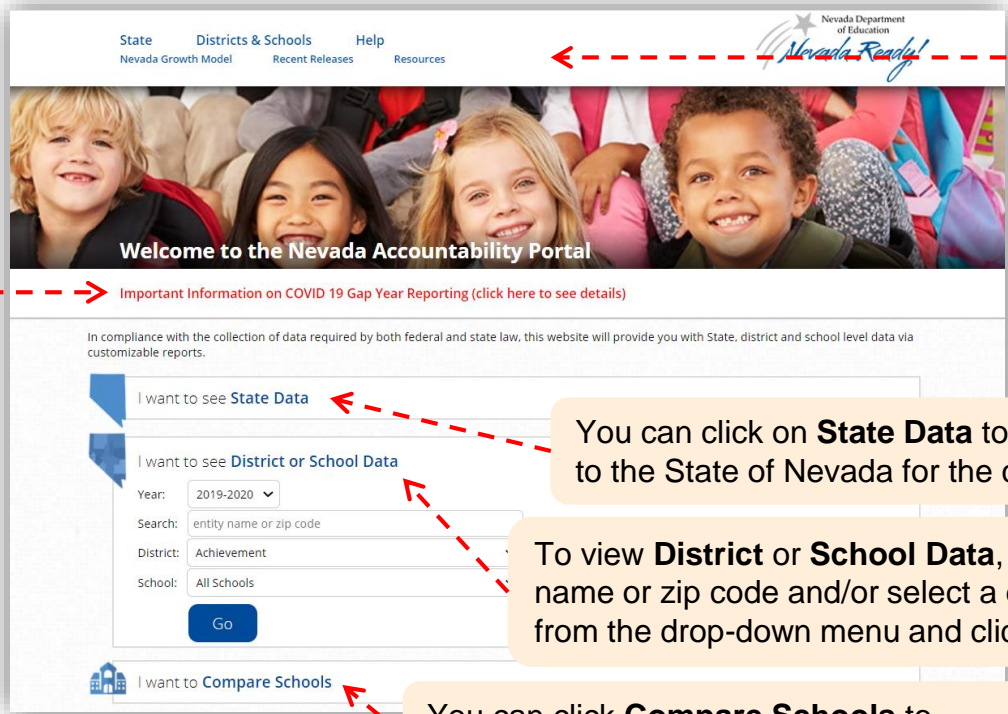 Nevada Department
of Education
Nevada Ready!
State Districts & Schools Help
Nevada Growth Model Recent Releases Resources
Welcome to the Nevada Accountability Portal
Important Information on COVID 19 Gap Year Reporting (click here to see details)
In compliance with the collection of data required by both federal and state law, this website will provide you with State, district and school level data via
customizable reports.
I want to see State Data
You can click on State Data to
to the State of Nevada for the
I want to see District or School Data
Year: 2019-2020
Search: entity name or zip code
District: Achievement
School: All Schools
Go
To view District or School Data,
name or zip code and/or select a
from the drop-down menu and
I want to Compare Schools
You can click Compare Schools to